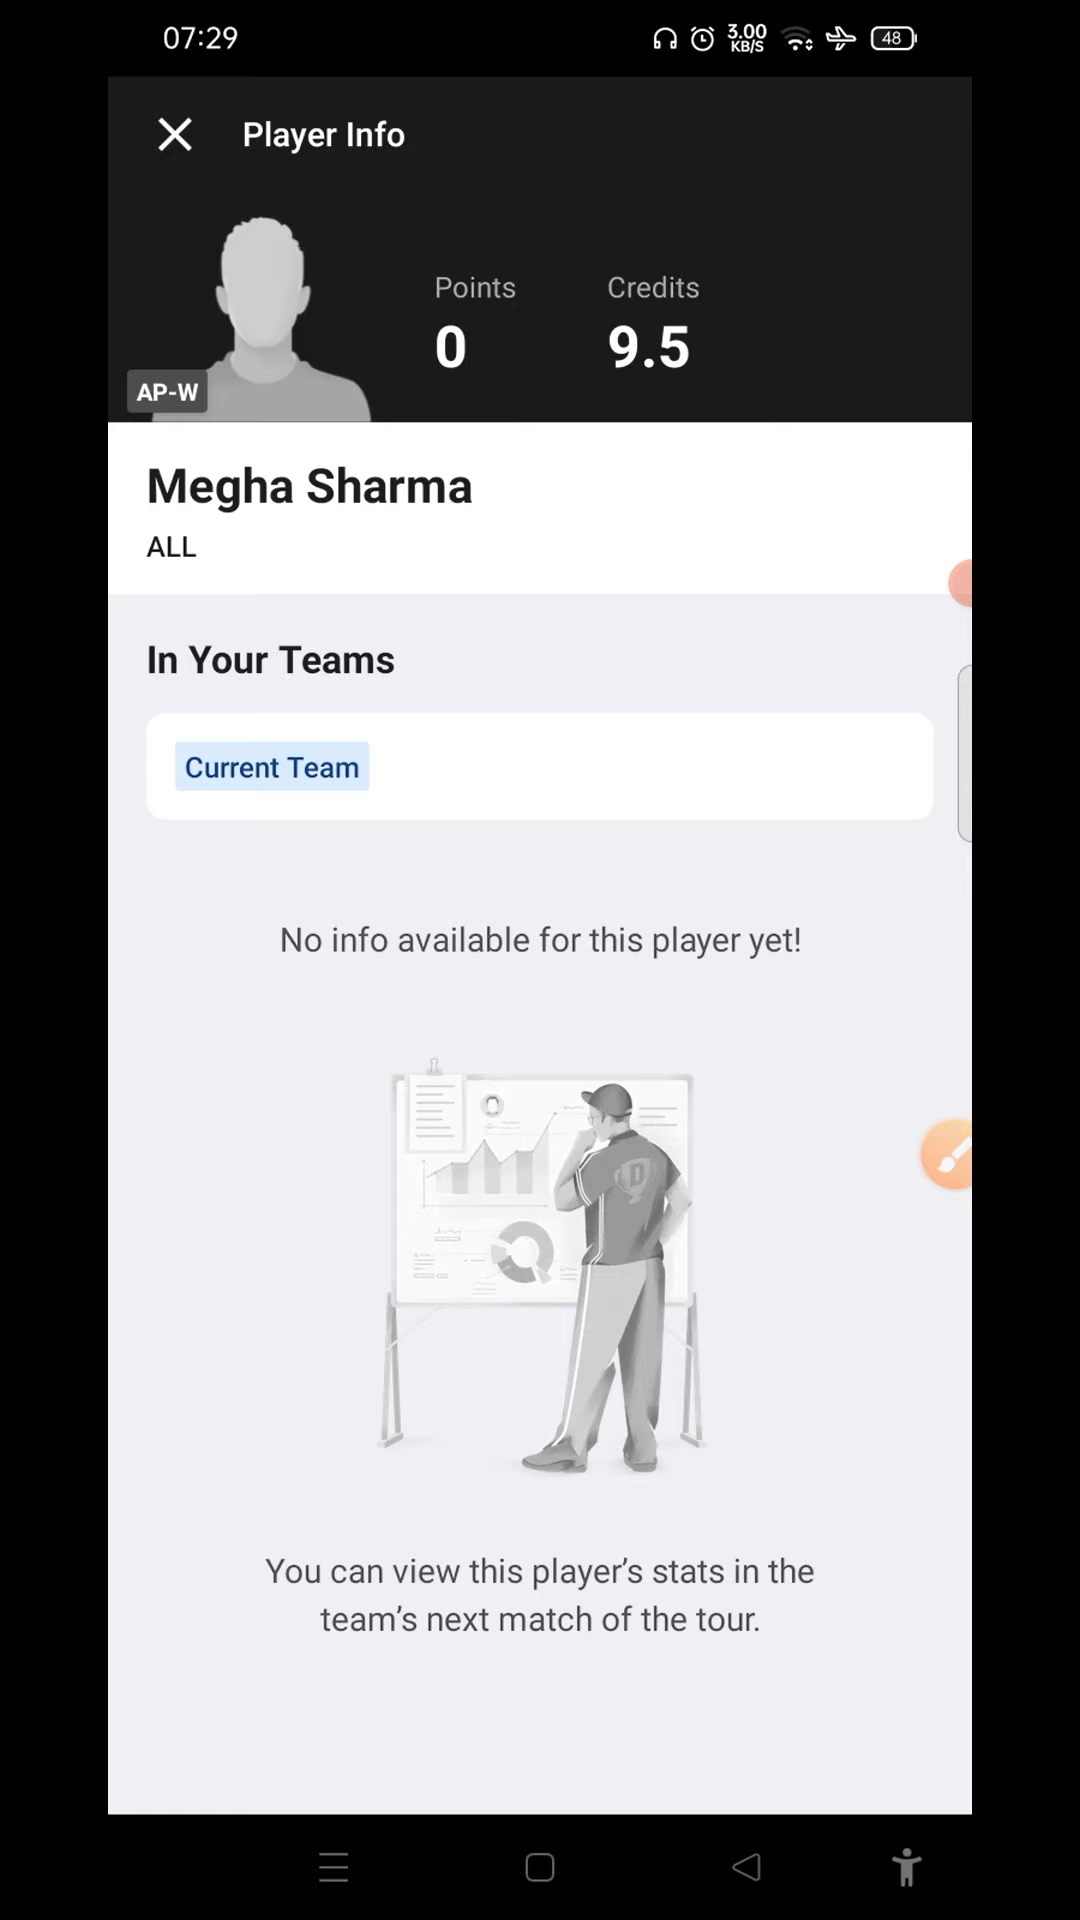 07:29
3.00
KB/S
48
Player Info
Points
Credits
0
9.5
AP-W
Megha Sharma
ALL
In Your Teams
Current Team
No info available for this player yet!
D
You can view this player’s stats in the
team’s next match of the tour.